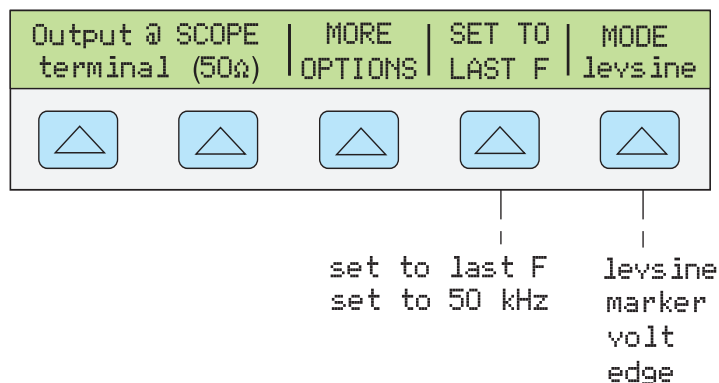 Output @ SCOPE
terminal (50Ω)
MORE
OPTIONS
SET TO
LAST F
MODE
levsine
set to last F
set to 50 kHz
levsine
marker
volt
edge